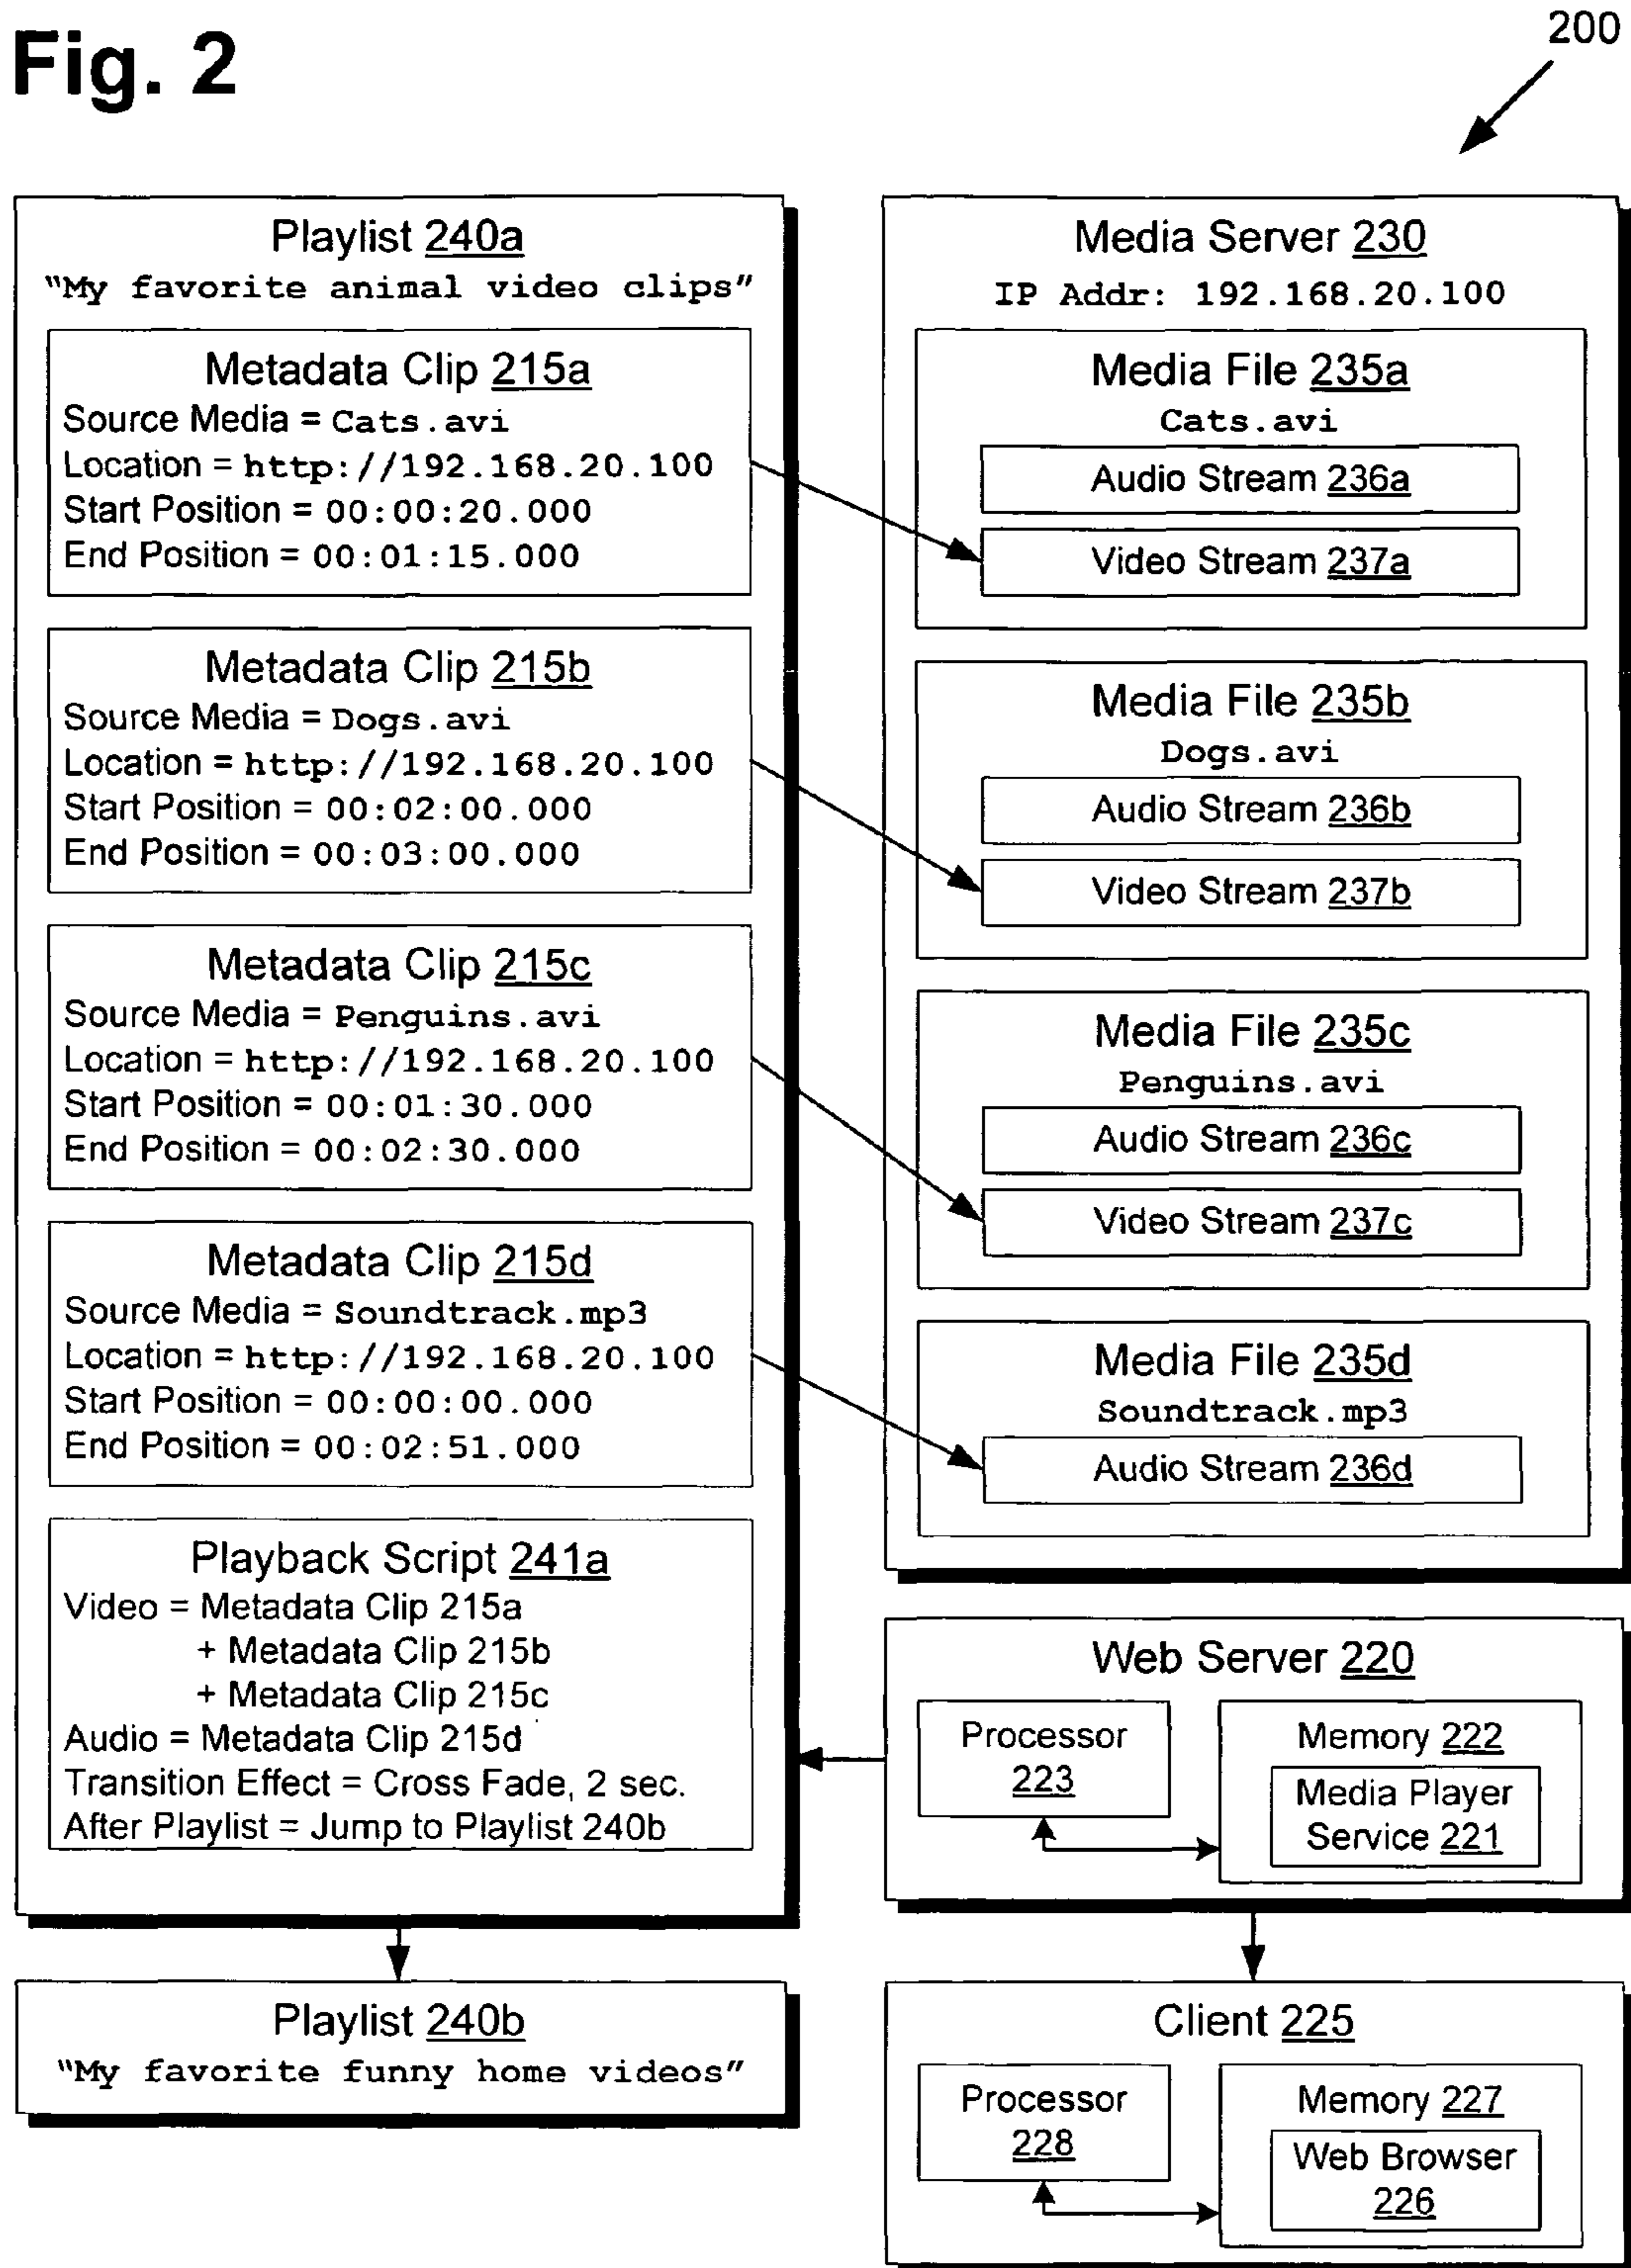 Fig. 2
200
Playlist 240a
"My favorite animal video clips"
Metadata Clip 215a
Source Media = Cats.avi
Location = http://192.168.20.100
Start Position = 00:00:20.000
End Position = 00:01:15.000
Metadata Clip 215b
Source Media = Dogs.avi
Location = http://192.168.20.100
Start Position = 00:02:00.000
End Position = 00:03:00.000
Metadata Clip 215c
Source Media = Penguins.avi
Location = http://192.168.20.100
Start Position = 00:01:30.000
End Position = 00:02:30.000
Metadata Clip 215d
Source Media = Soundtrack.mp3
Location = http://192.168.20.100
Start Position = 00:00:00.000
End Position = 00:02:51.000
Playback Script 241a
Video = Metadata Clip 215a
+ Metadata Clip 215b
+ Metadata Clip 215c
Audio = Metadata Clip 215d
Transition Effect = Cross Fade, 2 sec.
After Playlist = Jump to Playlist 240b
Playlist 240b
"My favorite funny home videos"
Media Server 230
IP Addr: 192.168.20.100
Media File 235a
Cats.avi
Audio Stream 236a
Video Stream 237a
Media File 235b
Dogs.avi
Audio Stream 236b
Video Stream 237b
Media File 235c
Penguins.avi
Audio Stream 236c
Video Stream 237c
Media File 235d
Soundtrack.mp3
Audio Stream 236d
Web Server 220
Processor
223
Memory 222
Media Player
Service 221
Client 225
Processor
228
Memory 227
Web Browser
226